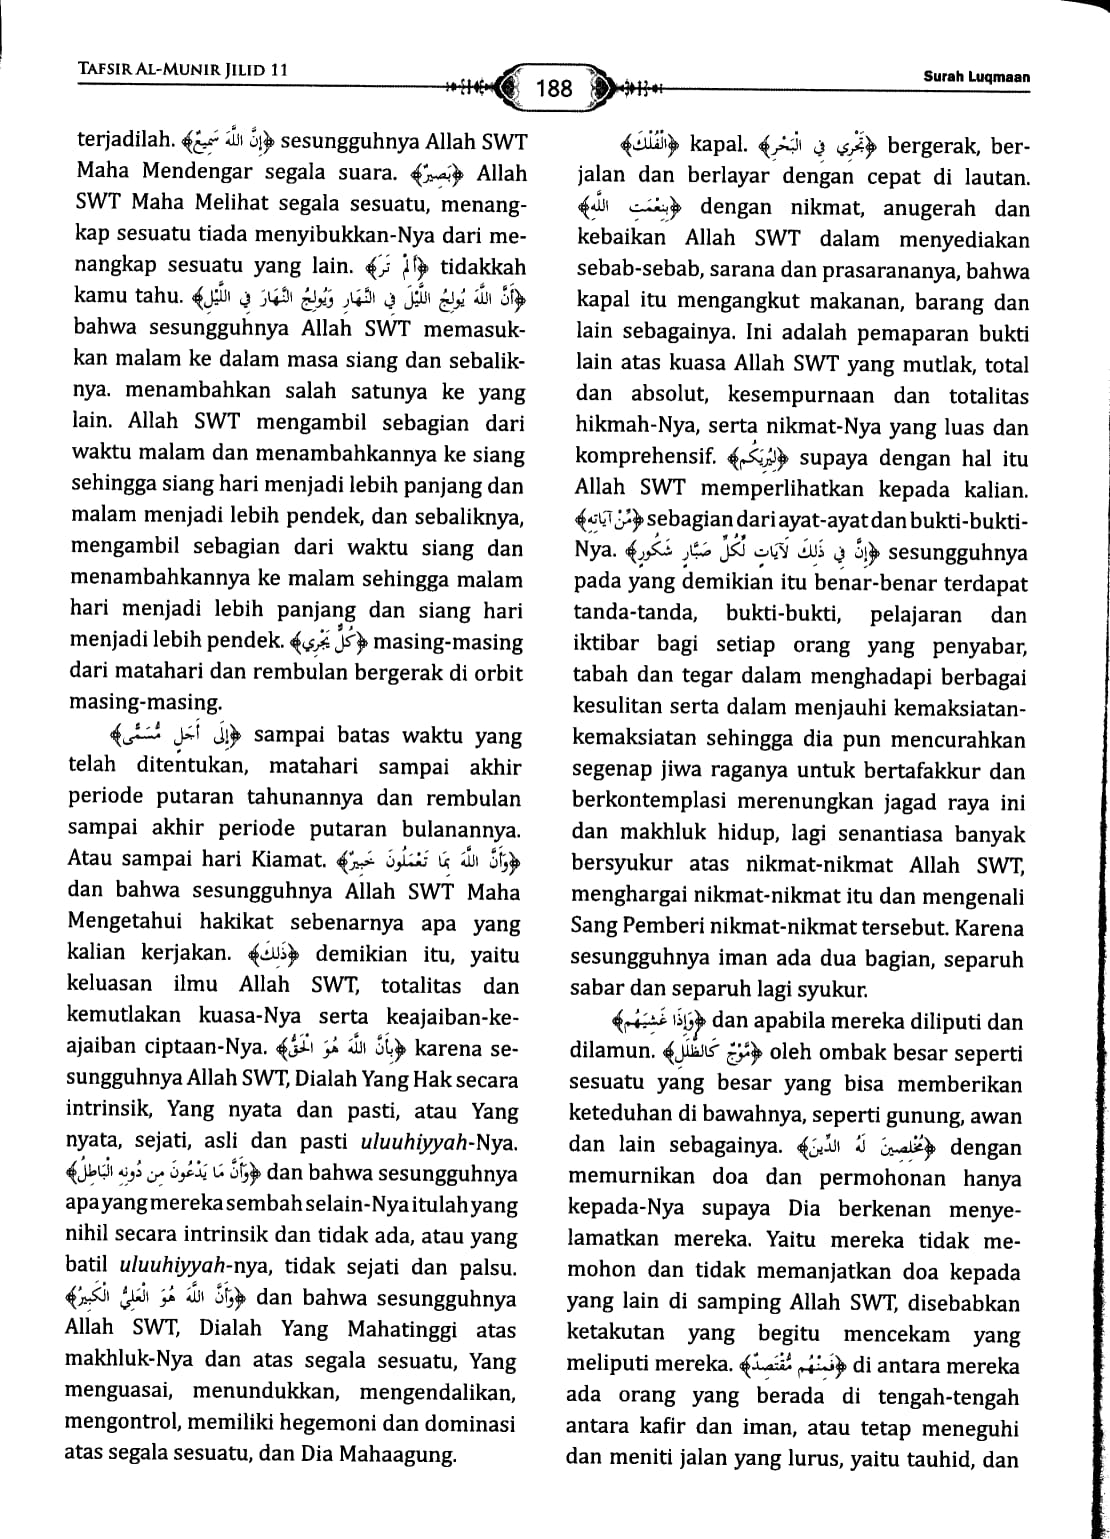 TAFSIR AL-MUNIR JILID 11
188
Surah Luqmaan
terjadilah. ﴿إِنَّ اللَّهَ سَمِيعٌ﴾ sesungguhnya Allah SWT
Maha Mendengar segala suara. ﴿بَصِيرٌ﴾ Allah
SWT Maha Melihat segala sesuatu, menang-
kap sesuatu tiada menyibukkan-Nya dari me-
nangkap sesuatu yang lain. ﴿أَلَمْ تَرَ﴾ tidakkah
kamu tahu. ﴿أَنَّ اللَّهَ يُولِجُ اللَّيْلَ فِي النَّهَارِ وَيُولِجُ النَّهَارَ فِي اللَّيْلِ﴾
bahwa sesungguhnya Allah SWT memasuk-
kan malam ke dalam masa siang dan sebalik-
nya. menambahkan salah satunya ke yang
lain. Allah SWT mengambil sebagian dari
waktu malam dan menambahkannya ke siang
sehingga siang hari menjadi lebih panjang dan
malam menjadi lebih pendek, dan sebaliknya,
mengambil sebagian dari waktu siang dan
menambahkannya ke malam sehingga malam
hari menjadi lebih panjang dan siang hari
menjadi lebih pendek. ﴿كُلٌّ يَجْرِي﴾ masing-masing
dari matahari dan rembulan bergerak di orbit
masing-masing.
﴿إِلَى أَجَلٍ مُّسَمًّى﴾ sampai batas waktu yang
telah ditentukan, matahari sampai akhir
periode putaran tahunannya dan rembulan
sampai akhir periode putaran bulanannya.
Atau sampai hari Kiamat. ﴿وَأَنَّ اللَّهَ بِمَا تَعْمَلُونَ خَبِيرٌ﴾
dan bahwa sesungguhnya Allah SWT Maha
Mengetahui hakikat sebenarnya apa yang
kalian kerjakan. ﴿ذَلِكَ﴾ demikian itu, yaitu
keluasan ilmu Allah SWT, totalitas dan
kemutlakan kuasa-Nya serta keajaiban-ke-
ajaiban ciptaan-Nya. ﴿بِأَنَّ اللَّهَ هُوَ الْحَقُّ﴾ karena se-
sungguhnya Allah SWT, Dialah Yang Hak secara
intrinsik, Yang nyata dan pasti, atau Yang
nyata, sejati, asli dan pasti uluuhiyyah-Nya.
﴿وَأَنَّ مَا يَدْعُونَ مِن دُونِهِ الْبَاطِلُ﴾ dan bahwa sesungguhnya
apa yang mereka sembah selain-Nya itulah yang
nihil secara intrinsik dan tidak ada, atau yang
batil uluuhiyyah-nya, tidak sejati dan palsu.
﴿وَأَنَّ اللَّهَ هُوَ الْعَلِيُّ الْكَبِيرُ﴾ dan bahwa sesungguhnya
Allah SWT, Dialah Yang Mahatinggi atas
makhluk-Nya dan atas segala sesuatu, Yang
menguasai, menundukkan, mengendalikan,
mengontrol, memiliki hegemoni dan dominasi
atas segala sesuatu, dan Dia Mahaagung.
﴿الْفُلْكَ﴾ kapal. ﴿تَجْرِي فِي الْبَحْرِ﴾ bergerak, ber-
jalan dan berlayar dengan cepat di lautan.
﴿بِنِعْمَتِ اللَّهِ﴾ dengan nikmat, anugerah dan
kebaikan Allah SWT dalam menyediakan
sebab-sebab, sarana dan prasarananya, bahwa
kapal itu mengangkut makanan, barang dan
lain sebagainya. Ini adalah pemaparan bukti
lain atas kuasa Allah SWT yang mutlak, total
dan absolut, kesempurnaan dan totalitas
hikmah-Nya, serta nikmat-Nya yang luas dan
komprehensif. ﴿لِيُرِيَكُم﴾ supaya dengan hal itu
Allah SWT memperlihatkan kepada kalian.
﴿مِّنْ آيَاتِهِ﴾ sebagian dari ayat-ayat dan bukti-bukti-
Nya. ﴿إِنَّ فِي ذَلِكَ لَآيَاتٍ لِّكُلِّ صَبَّارٍ شَكُورٍ﴾ sesungguhnya
pada yang demikian itu benar-benar terdapat
tanda-tanda, bukti-bukti, pelajaran dan
iktibar bagi setiap orang yang penyabar,
tabah dan tegar dalam menghadapi berbagai
kesulitan serta dalam menjauhi kemaksiatan-
kemaksiatan sehingga dia pun mencurahkan
segenap jiwa raganya untuk bertafakkur dan
berkontemplasi merenungkan jagad raya ini
dan makhluk hidup, lagi senantiasa banyak
bersyukur atas nikmat-nikmat Allah SWT,
menghargai nikmat-nikmat itu dan mengenali
Sang Pemberi nikmat-nikmat tersebut. Karena
sesungguhnya iman ada dua bagian, separuh
sabar dan separuh lagi syukur.
﴿وَإِذَا غَشِيَهُم﴾ dan apabila mereka diliputi dan
dilamun. ﴿مَّوْجٌ كَالظُّلَلِ﴾ oleh ombak besar seperti
sesuatu yang besar yang bisa memberikan
keteduhan di bawahnya, seperti gunung, awan
dan lain sebagainya. ﴿مُخْلِصِينَ لَهُ الدِّينَ﴾ dengan
memurnikan doa dan permohonan hanya
kepada-Nya supaya Dia berkenan menye-
lamatkan mereka. Yaitu mereka tidak me-
mohon dan tidak memanjatkan doa kepada
yang lain di samping Allah SWT, disebabkan
ketakutan yang begitu mencekam yang
meliputi mereka. ﴿فَمِنْهُم مُّقْتَصِدٌ﴾ di antara mereka
ada orang yang berada di tengah-tengah
antara kafir dan iman, atau tetap meneguhi
dan meniti jalan yang lurus, yaitu tauhid, dan